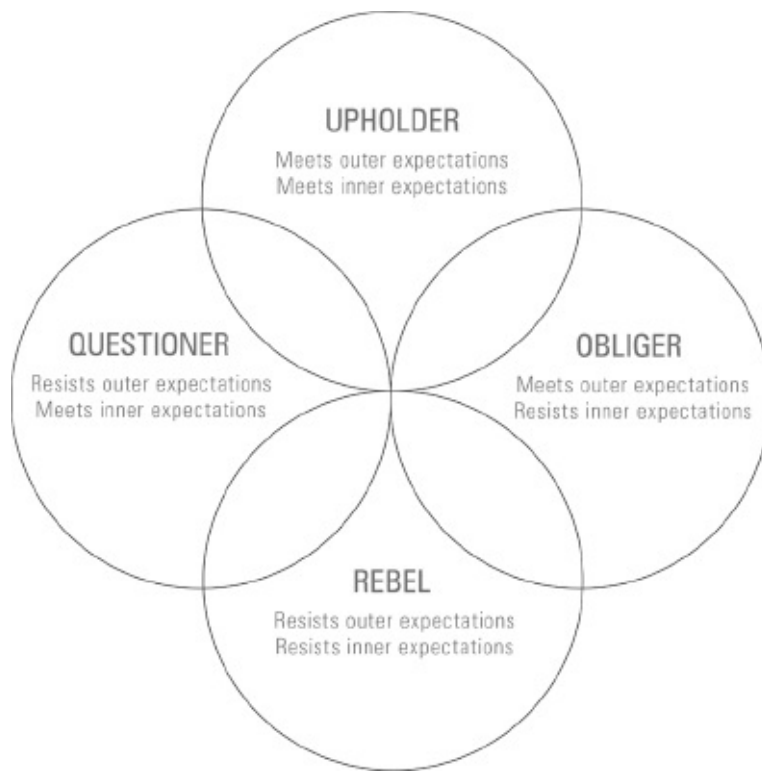 UPHOLDER
Meets outer expectations
Meets inner expectations
QUESTIONER
Resists outer expectations
Meets inner expectations
OBLIGER
Meets outer expectations
Resists inner expectations
REBEL
Resists outer expectations
Resists inner expectations